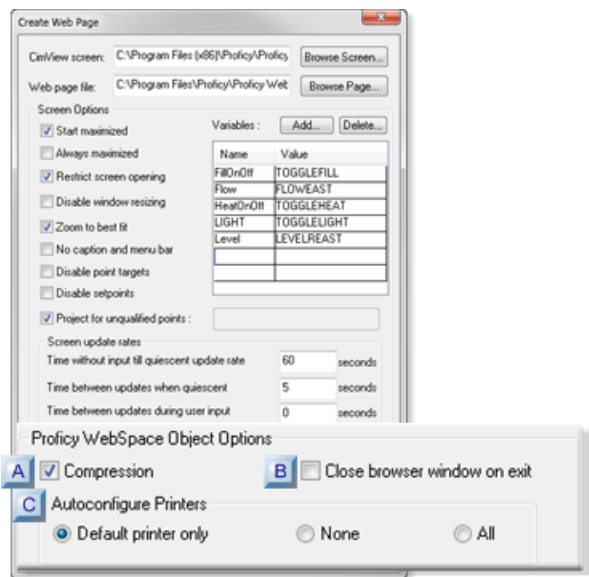 Create Web Page
CimView screen: C:\Program Files (x86)\Proficy\Proficy Browse Screen...
Web page file: C:\Program Files\Proficy\Proficy Web Browse Page...
Screen Options
Start maximized
Variables : Add... Delete...
Always maximized
Name Value
Restrict screen opening
FillOnOff TOGGLEFILL
Flow FLOWEAST
Disable window resizing
HeatOnOff TOGGLEHEAT
Zoom to best fit
LIGHT TOGGLELIGHT
Level LEVELREAST
No caption and menu bar
Disable point targets
Disable setpoints
Project for unqualified points :
Screen update rates
Time without input till quiescent update rate 60 seconds
Time between updates when quiescent 5 seconds
Time between updates during user input 0 seconds
Proficy WebSpace Object Options
A Compression B Close browser window on exit
C Autoconfigure Printers
Default printer only None All